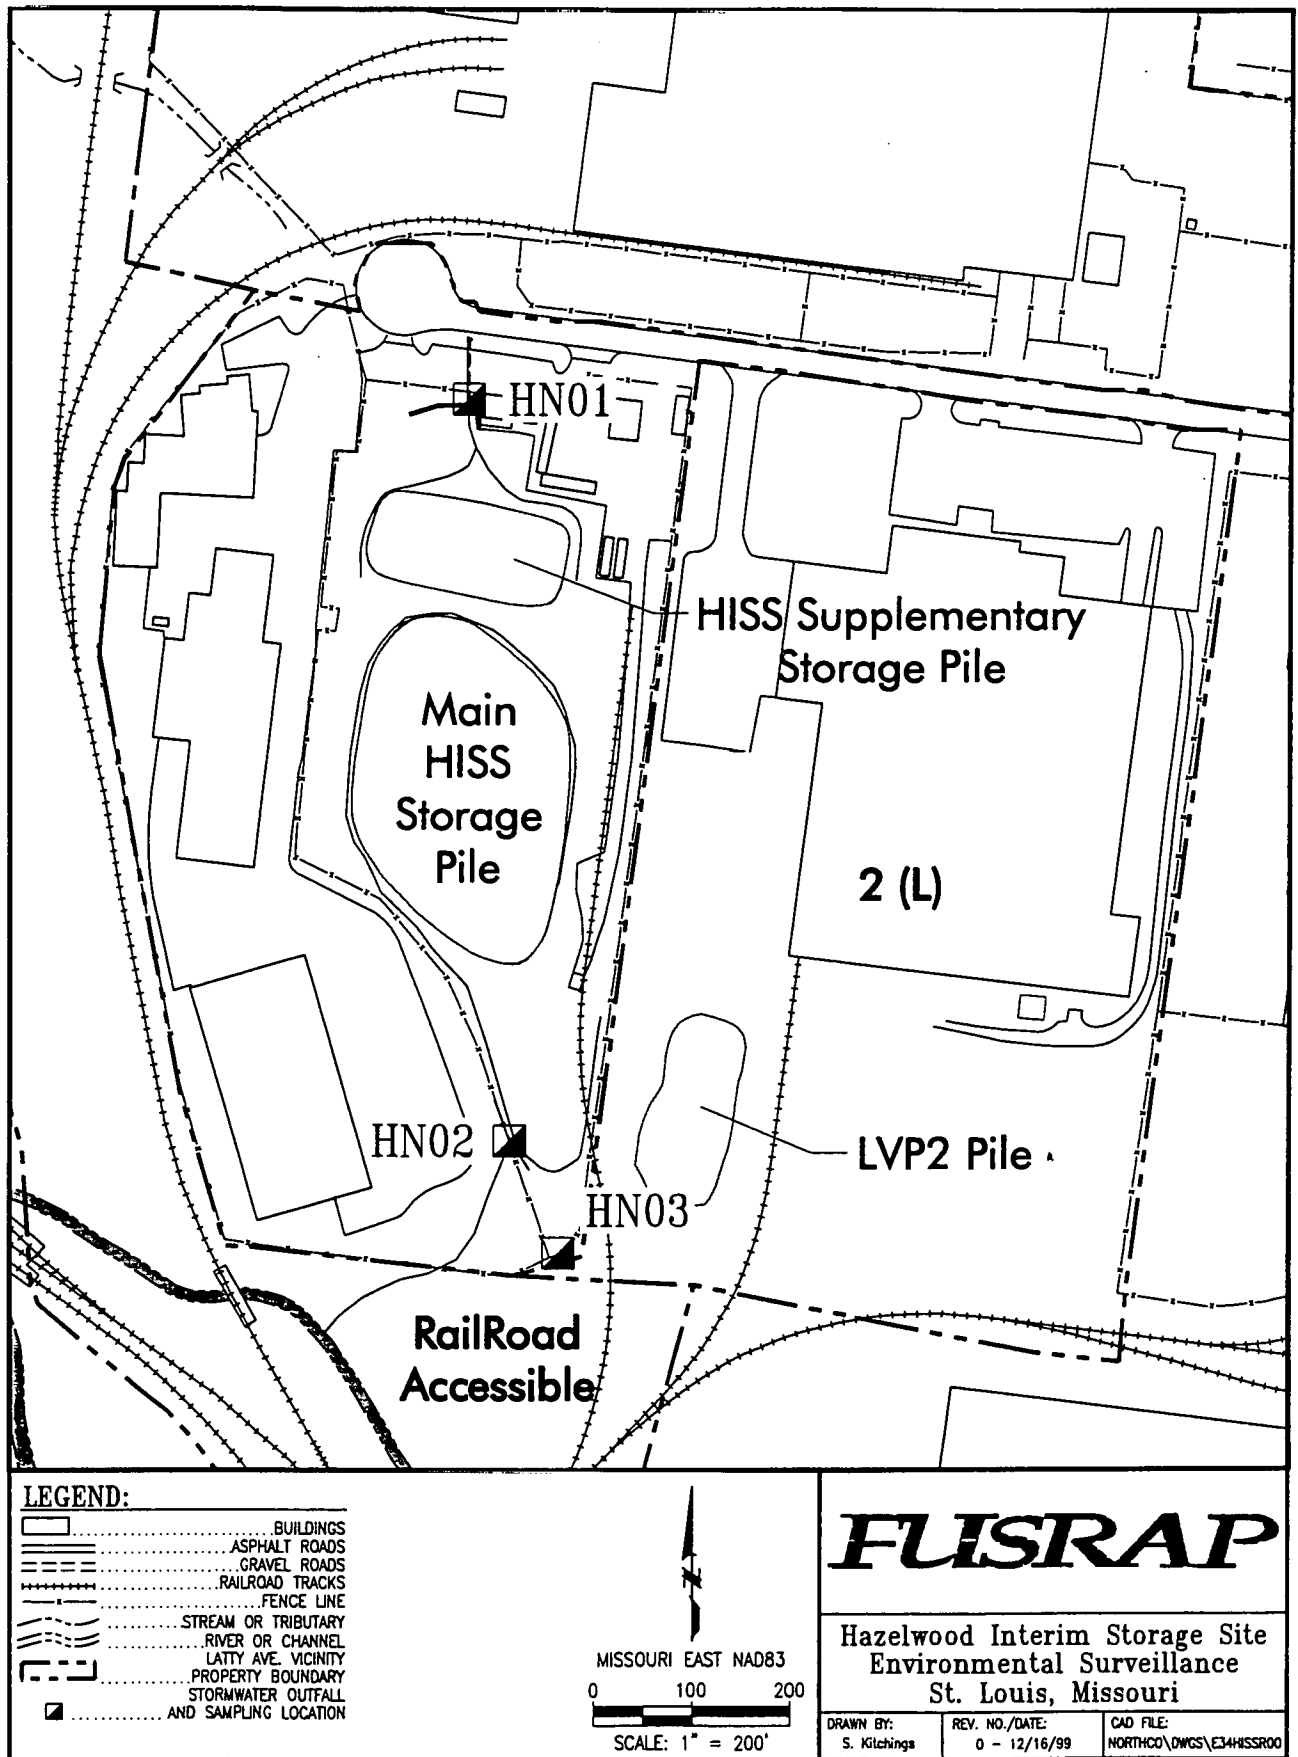 HN01
HISS Supplementary
Storage Pile
Main
HISS
Storage
Pile
2 (L)
HN02
LVP2 Pile
HN03
RailRoad
Accessible
LEGEND:
BUILDINGS
ASPHALT ROADS
GRAVEL ROADS
RAILROAD TRACKS
FENCE LINE
STREAM OR TRIBUTARY
RIVER OR CHANNEL
LATTY AVE. VICINITY
PROPERTY BOUNDARY
STORMWATER OUTFALL
AND SAMPLING LOCATION
N
MISSOURI EAST NAD83
0 100 200
SCALE: 1" = 200'
FUSRAP
Hazelwood Interim Storage Site
Environmental Surveillance
St. Louis, Missouri
DRAWN BY:
S. Kitchings
REV. NO./DATE:
0 - 12/16/99
CAD FILE:
NORTHCO\DWGS\E34HISSR00